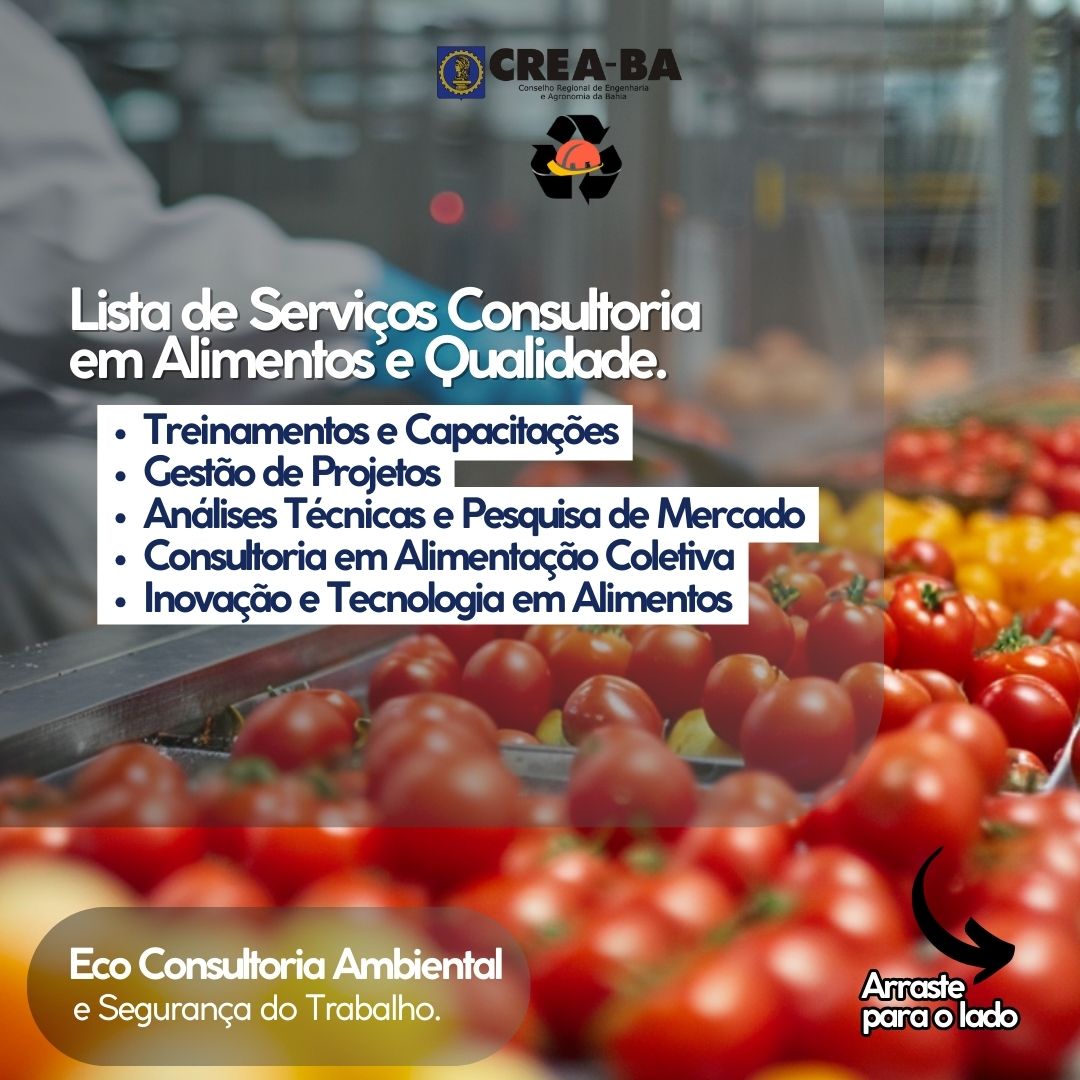 CREA-BA
Conselho Regional de Engenharia
e Agronomia da Bahia
Lista de Serviços Consultoria
em Alimentos e Qualidade.
• Treinamentos e Capacitações
• Gestão de Projetos
• Análises Técnicas e Pesquisa de Mercado
• Consultoria em Alimentação Coletiva
• Inovação e Tecnologia em Alimentos
Eco Consultoria Ambiental
e Segurança do Trabalho.
Arraste
para o lado